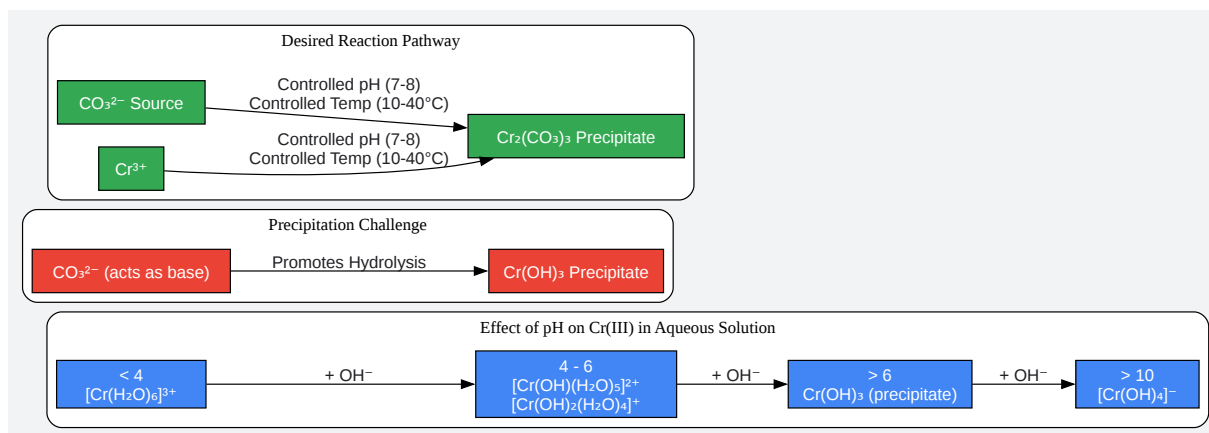 Desired Reaction Pathway
CO₃²⁻ Source
Controlled pH (7-8)
Controlled Temp (10-40°C)
Cr³⁺
Controlled pH (7-8)
Controlled Temp (10-40°C)
Cr₂(CO₃)₃ Precipitate
Precipitation Challenge
CO₃²⁻ (acts as base)
Promotes Hydrolysis
Cr(OH)₃ Precipitate
Effect of pH on Cr(III) in Aqueous Solution
< 4
[Cr(H₂O)₆]³⁺
+ OH⁻
4 - 6
[Cr(OH)(H₂O)₅]²⁺
[Cr(OH)₂(H₂O)₄]⁺
+ OH⁻
> 6
Cr(OH)₃ (precipitate)
+ OH⁻
> 10
[Cr(OH)₄]⁻